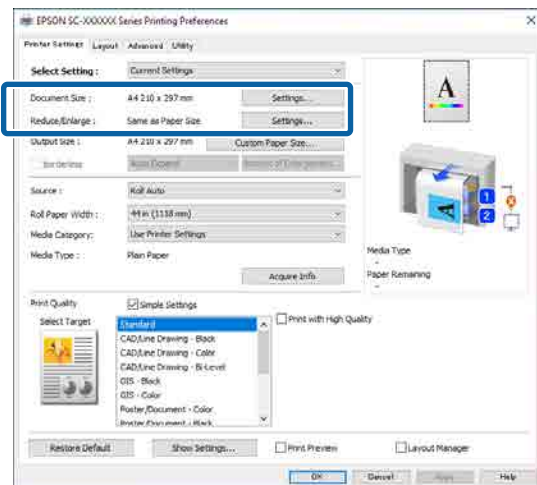 EPSON SC-XXXXXX Series Printing Preferences
Printer Settings Layout Advanced Utility
Select Setting : Current Settings
Document Size : A4 210 x 297 mm Settings...
Reduce/Enlarge : Same as Paper Size Settings...
Output Size : A4 210 x 297 mm Custom Paper Size...
Borderless Auto Expand Amount of Enlargement...
Source : Roll Auto
Roll Paper Width : 44 in (1118 mm)
Media Category: Use Printer Settings
Media Type : Plain Paper
Acquire Info
A
A
1
2
Media Type
-
Paper Remaining
-
Print Quality Simple Settings
Select Target
Standard
CAD/Line Drawing - Black
CAD/Line Drawing - Color
CAD/Line Drawing - Bi-Level
GIS - Black
GIS - Color
Poster/Document - Color
Poster/Document - Black
Print with High Quality
Restore Default Show Settings... Print Preview Layout Manager
OK Cancel Apply Help